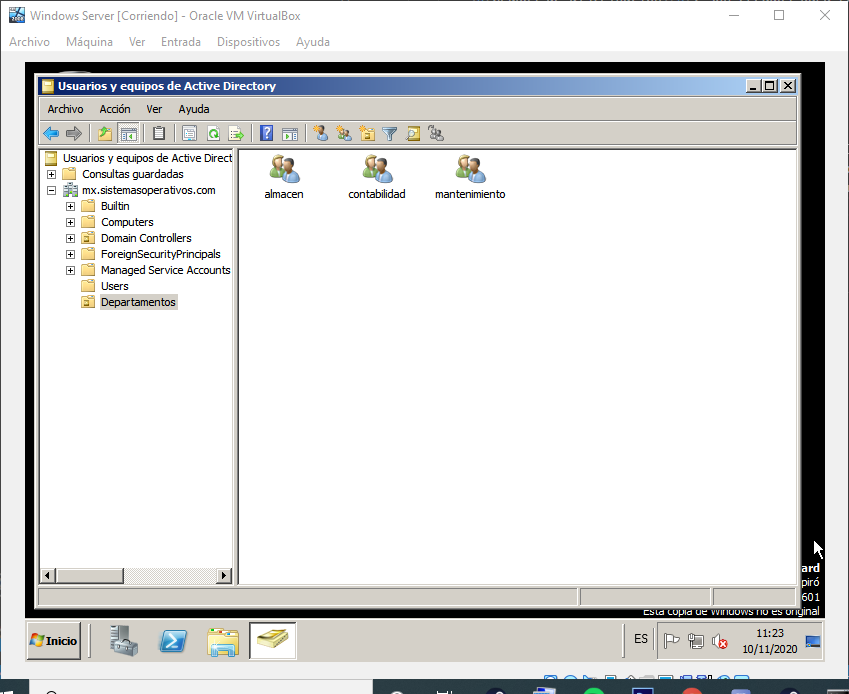 Windows Server [Corriendo] - Oracle VM VirtualBox
Archivo Máquina Ver Entrada Dispositivos Ayuda
Usuarios y equipos de Active Directory
Archivo Acción Ver Ayuda
Usuarios y equipos de Active Direct
Consultas guardadas
mx.sistemasoperativos.com
Builtin
Computers
Domain Controllers
ForeignSecurityPrincipals
Managed Service Accounts
Users
Departamentos
almacen contabilidad mantenimiento
ard
piró
601
Esta copia de Windows no es original
Inicio
ES
11:23
10/11/2020